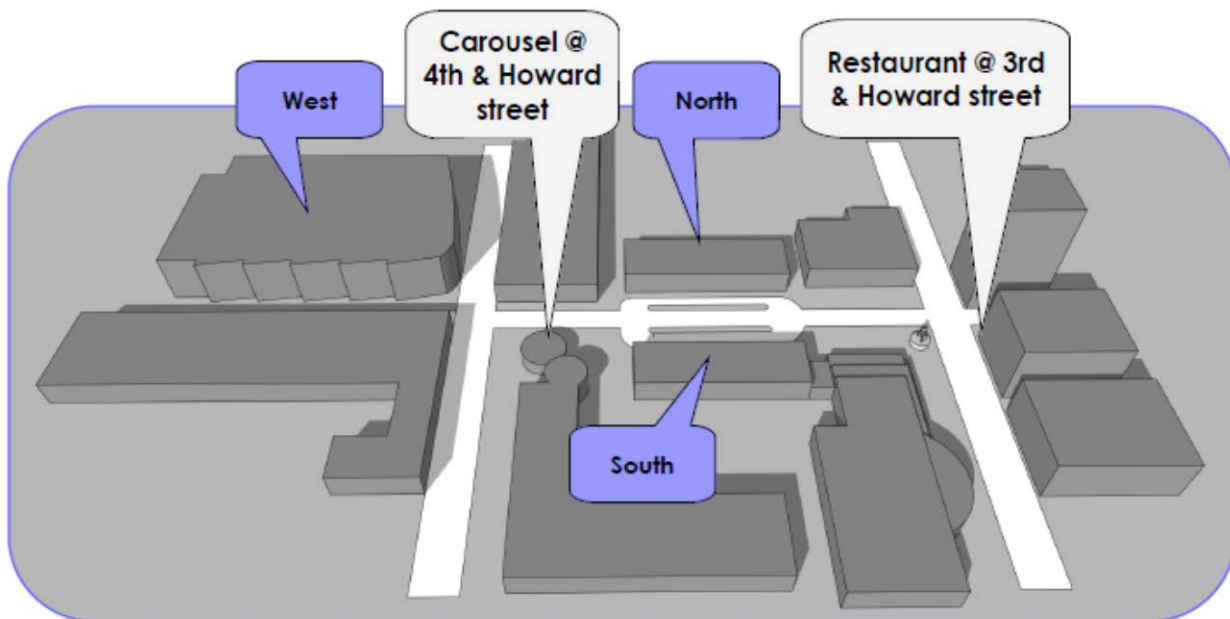 Carousel @
4th & Howard
street
Restaurant @ 3rd
& Howard street
West
North
South